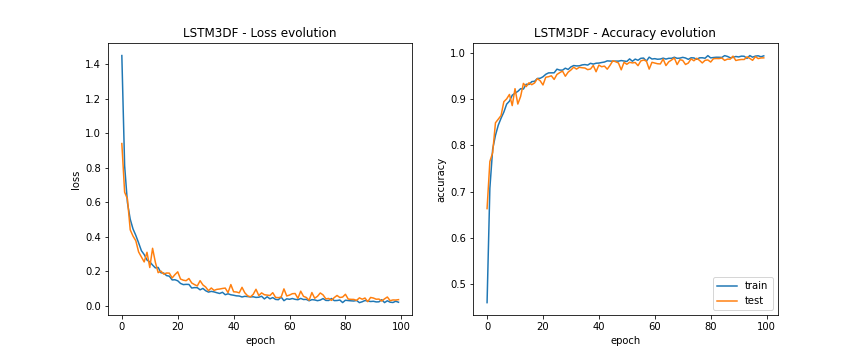 LSTM3DF - Loss evolution
loss
1.4
1.2
1.0
0.8
0.6
0.4
0.2
0.0
0 20 40 60 80 100
epoch
LSTM3DF - Accuracy evolution
accuracy
1.0
0.9
0.8
0.7
0.6
0.5
train
test
0 20 40 60 80 100
epoch